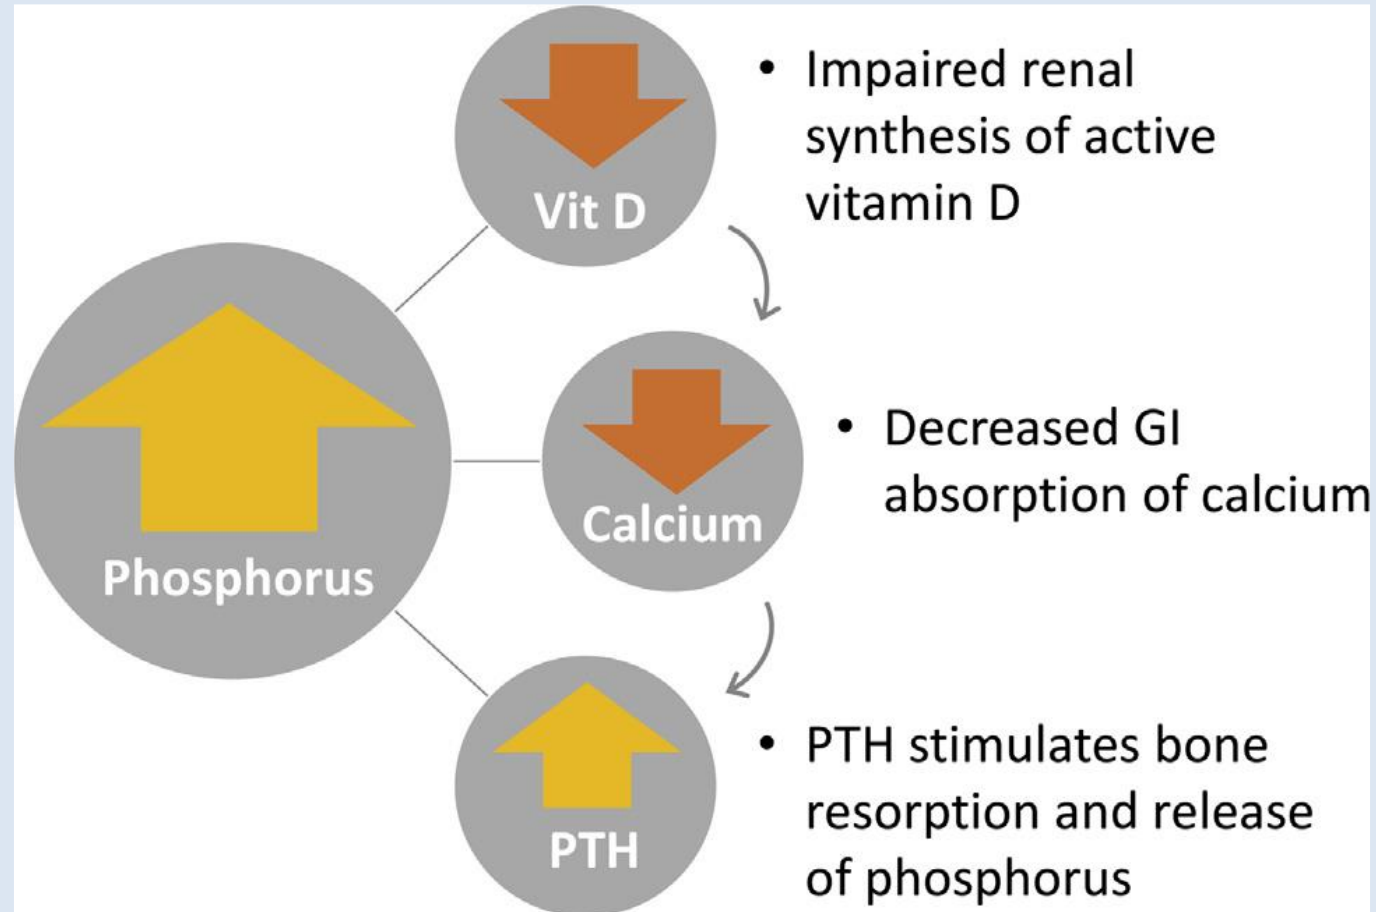 • Impaired renal
synthesis of active
vitamin D
Vit D
Phosphorus
• Decreased GI
absorption of calcium
Calcium
• PTH stimulates bone
resorption and release
of phosphorus
PTH